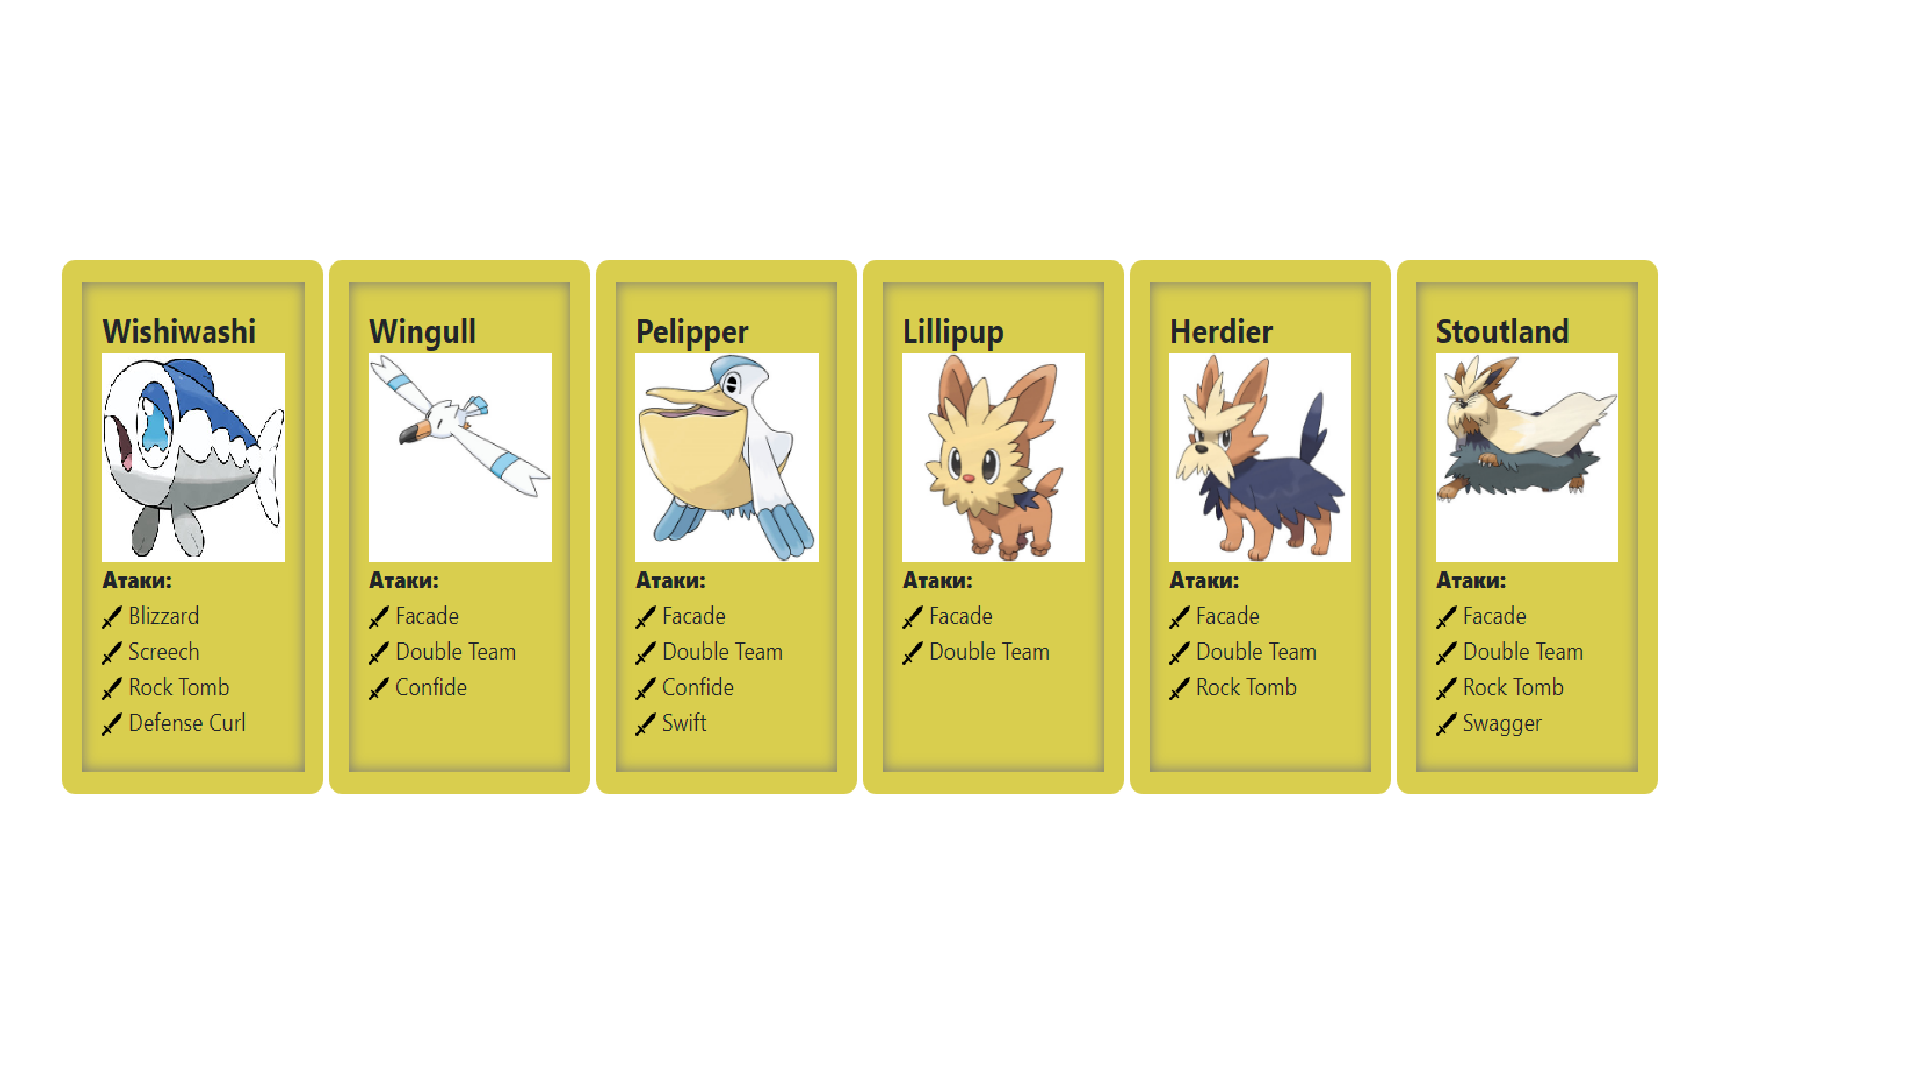 Wishiwashi
Атаки:
Blizzard
Screech
Rock Tomb
Defense Curl
Wingull
Атаки:
Facade
Double Team
Confide
Pelipper
Атаки:
Facade
Double Team
Confide
Swift
Lillipup
Атаки:
Facade
Double Team
Herdier
Атаки:
Facade
Double Team
Rock Tomb
Stoutland
Атаки:
Facade
Double Team
Rock Tomb
Swagger